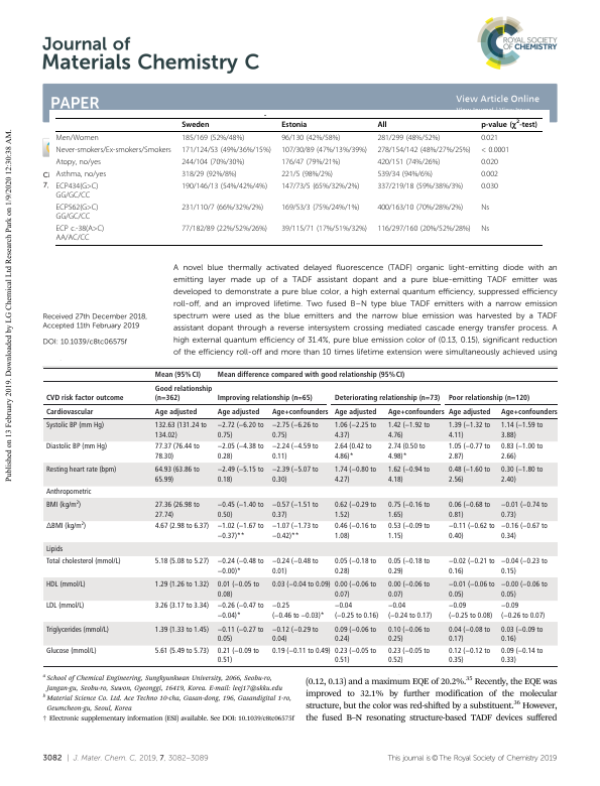 Journal of
Materials Chemistry C
ROYAL SOCIETY
OF CHEMISTRY
PAPER
View Article Online
Sweden Estonia All p-value (χ²-test)
Men/Women 185/169 (52%/48%) 96/130 (42%/58%) 281/299 (48%/52%) 0.021
Never-smokers/Ex-smokers/Smokers 171/124/53 (49%/36%/15%) 107/30/89 (47%/13%/39%) 278/154/142 (48%/27%/25%) < 0.0001
Atopy, no/yes 244/104 (70%/30%) 176/47 (79%/21%) 420/151 (74%/26%) 0.020
Asthma, no/yes 318/29 (92%/8%) 221/5 (98%/2%) 539/34 (94%/6%) 0.002
ECP434(G>C) 190/146/13 (54%/42%/4%) 147/73/5 (65%/32%/2%) 337/219/18 (59%/38%/3%) 0.030
GG/GC/CC
ECP562(G>C) 231/110/7 (66%/32%/2%) 169/53/3 (75%/24%/1%) 400/163/10 (70%/28%/2%) Ns
GG/GC/CC
ECP c.-38(A>C) 77/182/89 (22%/52%/26%) 39/115/71 (17%/51%/32%) 116/297/160 (20%/52%/28%) Ns
AA/AC/CC
Ci
7.
A novel blue thermally activated delayed fluorescence (TADF) organic light-emitting diode with an
emitting layer made up of a TADF assistant dopant and a pure blue-emitting TADF emitter was
developed to demonstrate a pure blue color, a high external quantum efficiency, suppressed efficiency
roll-off, and an improved lifetime. Two fused B–N type blue TADF emitters with a narrow emission
spectrum were used as the blue emitters and the narrow blue emission was harvested by a TADF
assistant dopant through a reverse intersystem crossing mediated cascade energy transfer process. A
high external quantum efficiency of 31.4%, pure blue emission color of (0.13, 0.15), significant reduction
of the efficiency roll-off and more than 10 times lifetime extension were simultaneously achieved using
Received 27th December 2018,
Accepted 11th February 2019
DOI: 10.1039/c8tc06575f
Mean (95% CI) Mean difference compared with good relationship (95% CI)
CVD risk factor outcome Good relationship (n=362) Improving relationship (n=65) Deteriorating relationship (n=73) Poor relationship (n=120)
Cardiovascular Age adjusted Age adjusted Age+confounders Age adjusted Age+confounders Age adjusted Age+confounders
Systolic BP (mm Hg) 132.63 (131.24 to −2.72 (−6.20 to −2.75 (−6.26 to 1.06 (−2.25 to 1.42 (−1.92 to 1.39 (−1.32 to 1.14 (−1.59 to
134.02) 0.75) 0.75) 4.37) 4.76) 4.11) 3.88)
Diastolic BP (mm Hg) 77.37 (76.44 to −2.05 (−4.38 to −2.24 (−4.59 to 2.64 (0.42 to 2.74 (0.50 to 1.05 (−0.77 to 0.83 (−1.00 to
78.30) 0.28) 0.11) 4.86)* 4.98)* 2.87) 2.66)
Resting heart rate (bpm) 64.93 (63.86 to −2.49 (−5.15 to −2.39 (−5.07 to 1.74 (−0.80 to 1.62 (−0.94 to 0.48 (−1.60 to 0.30 (−1.80 to
65.99) 0.18) 0.30) 4.27) 4.18) 2.56) 2.40)
Anthropometric
BMI (kg/m²) 27.36 (26.98 to −0.45 (−1.40 to −0.57 (−1.51 to 0.62 (−0.29 to 0.75 (−0.16 to 0.06 (−0.68 to −0.01 (−0.74 to
27.74) 0.50) 0.37) 1.52) 1.65) 0.81) 0.73)
ΔBMI (kg/m²) 4.67 (2.98 to 6.37) −1.02 (−1.67 to −1.07 (−1.73 to 0.46 (−0.16 to 0.53 (−0.09 to −0.11 (−0.62 to −0.16 (−0.67 to
−0.37)** −0.42)** 1.08) 1.15) 0.40) 0.34)
Lipids
Total cholesterol (mmol/L) 5.18 (5.08 to 5.27) −0.24 (−0.48 to −0.24 (−0.48 to 0.05 (−0.18 to 0.05 (−0.18 to −0.02 (−0.21 to −0.04 (−0.23 to
−0.00)* 0.01) 0.28) 0.29) 0.16) 0.15)
HDL (mmol/L) 1.29 (1.26 to 1.32) 0.01 (−0.05 to 0.03 (−0.04 to 0.09) 0.00 (−0.06 to 0.00 (−0.06 to −0.01 (−0.06 to −0.00 (−0.06 to
0.08) 0.07) 0.07) 0.05) 0.05)
LDL (mmol/L) 3.26 (3.17 to 3.34) −0.26 (−0.47 to −0.25 −0.04 −0.04 −0.09 −0.09
−0.04)* (−0.46 to −0.03)* (−0.25 to 0.16) (−0.24 to 0.17) (−0.25 to 0.08) (−0.26 to 0.07)
Triglycerides (mmol/L) 1.39 (1.33 to 1.45) −0.11 (−0.27 to −0.12 (−0.29 to 0.09 (−0.06 to 0.10 (−0.06 to 0.04 (−0.08 to 0.03 (−0.09 to
0.05) 0.04) 0.24) 0.25) 0.17) 0.16)
Glucose (mmol/L) 5.61 (5.49 to 5.73) 0.21 (−0.09 to 0.19 (−0.11 to 0.49) 0.23 (−0.05 to 0.23 (−0.05 to 0.12 (−0.12 to 0.09 (−0.14 to
0.51) 0.51) 0.52) 0.35) 0.33)
ᵃ School of Chemical Engineering, Sungkyunkwan University, 2066, Seobu-ro,
Jangan-gu, Seobu-ro, Suwon, Gyeonggi, 16419, Korea. E-mail: leej17@skku.edu
ᵇ Material Science Co. Ltd. Ace Techno 10-cha, Gasan-dong, 196, Gasandigital 1-ro,
Geumcheon-gu, Seoul, Korea
† Electronic supplementary information (ESI) available. See DOI: 10.1039/c8tc06575f
(0.12, 0.13) and a maximum EQE of 20.2%.³⁵ Recently, the EQE was
improved to 32.1% by further modification of the molecular
structure, but the color was red-shifted by a substituent.³⁶ However,
the fused B–N resonating structure-based TADF devices suffered
3082 | J. Mater. Chem. C, 2019, 7, 3082–3089
This journal is © The Royal Society of Chemistry 2019
Published on 13 February 2019. Downloaded by LG Chemical Ltd Research Park on 1/9/2020 12:30:38 AM.